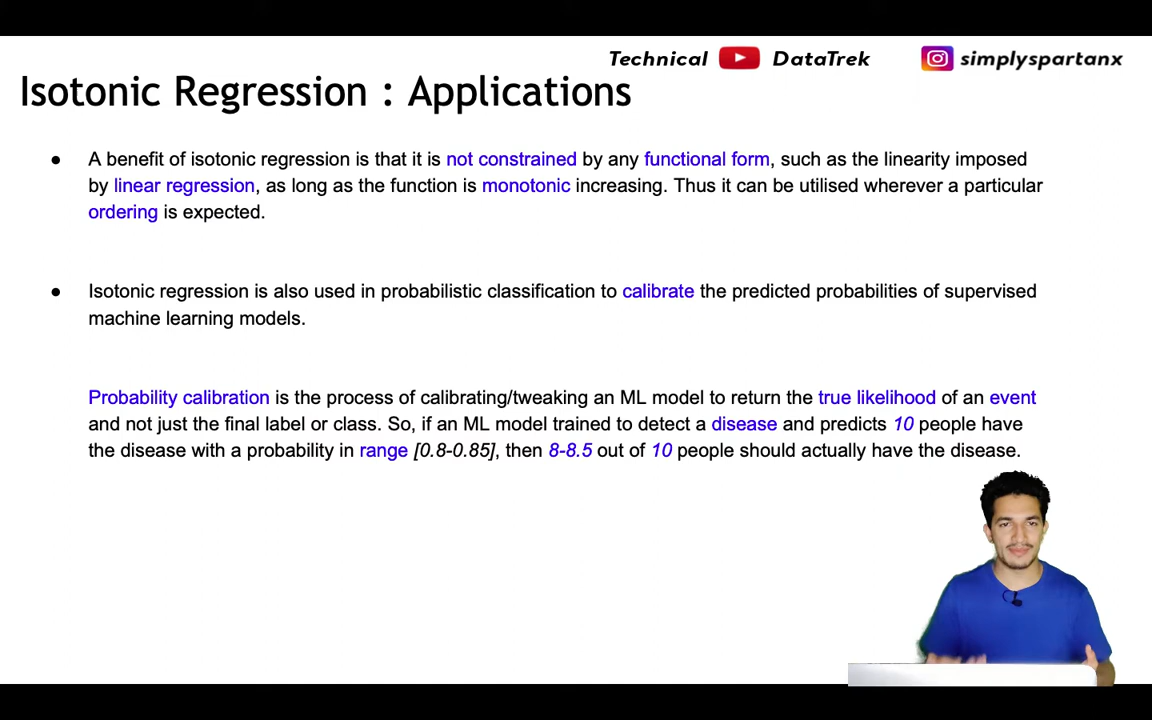 Technical DataTrek simplyspartanx
Isotonic Regression : Applications
● A benefit of isotonic regression is that it is not constrained by any functional form, such as the linearity imposed
by linear regression, as long as the function is monotonic increasing. Thus it can be utilised wherever a particular
ordering is expected.
● Isotonic regression is also used in probabilistic classification to calibrate the predicted probabilities of supervised
machine learning models.
Probability calibration is the process of calibrating/tweaking an ML model to return the true likelihood of an event
and not just the final label or class. So, if an ML model trained to detect a disease and predicts 10 people have
the disease with a probability in range [0.8-0.85], then 8-8.5 out of 10 people should actually have the disease.